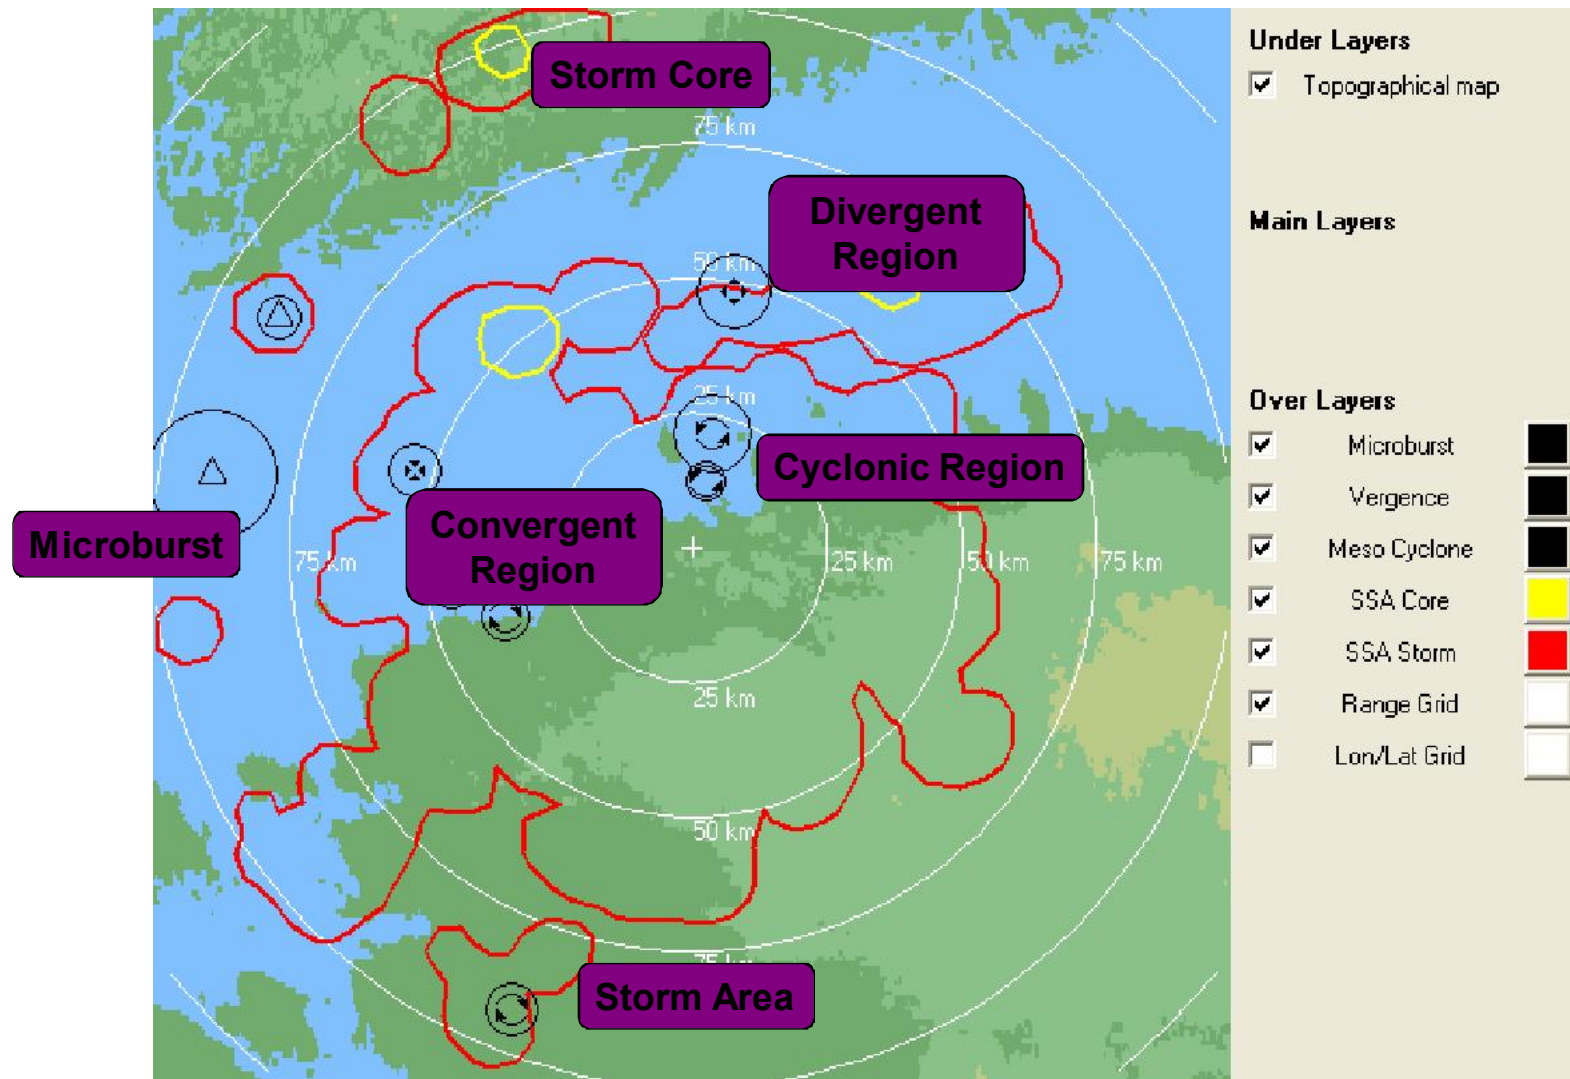 Storm Core
75 km
Divergent
Region
50 km
25 km
Cyclonic Region
Convergent
Region
Microburst
75 km
25 km
50 km
75 km
25 km
50 km
75 km
Storm Area
Under Layers
Topographical map
Main Layers
Over Layers
Microburst
Vergence
Meso Cyclone
SSA Core
SSA Storm
Range Grid
Lon/Lat Grid